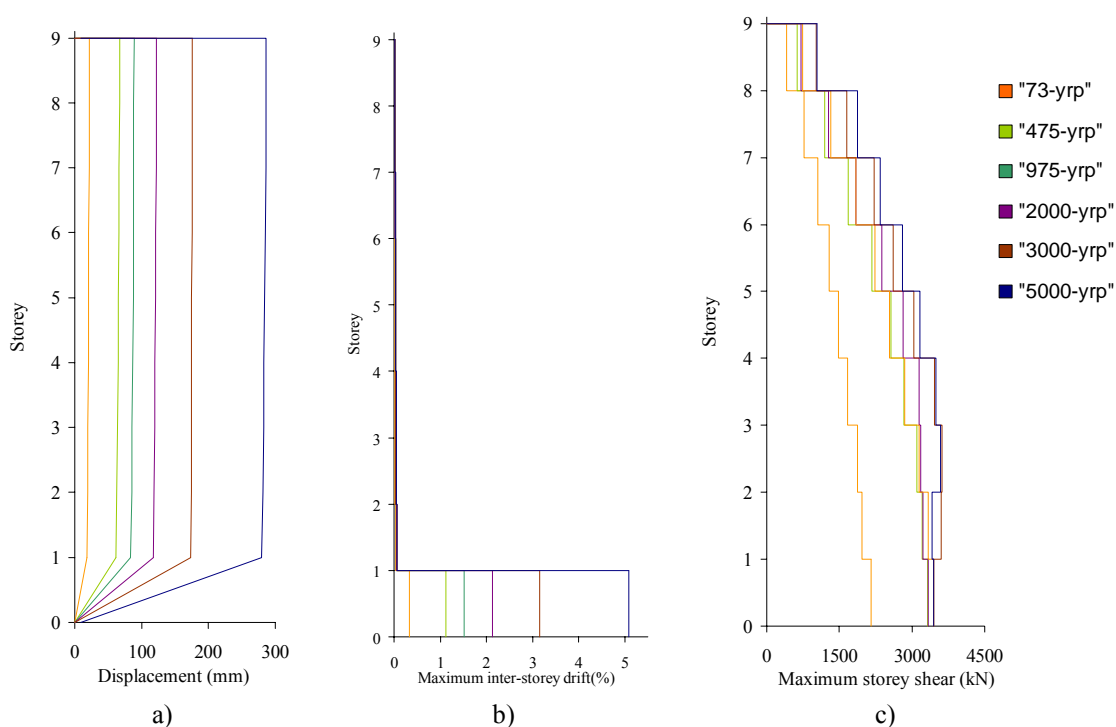 9
8
7
6
5
4
3
2
1
0
Storey
0 100 200 300
Displacement (mm)
a)
9
8
7
6
5
4
3
2
1
0
Storey
0 1 2 3 4 5
Maximum inter-storey drift(%)
b)
0 1500 3000 4500
9
8
7
6
5
4
3
2
1
0
Storey
Maximum storey shear (kN)
c)
"73-yrp"
"475-yrp"
"975-yrp"
"2000-yrp"
"3000-yrp"
"5000-yrp"